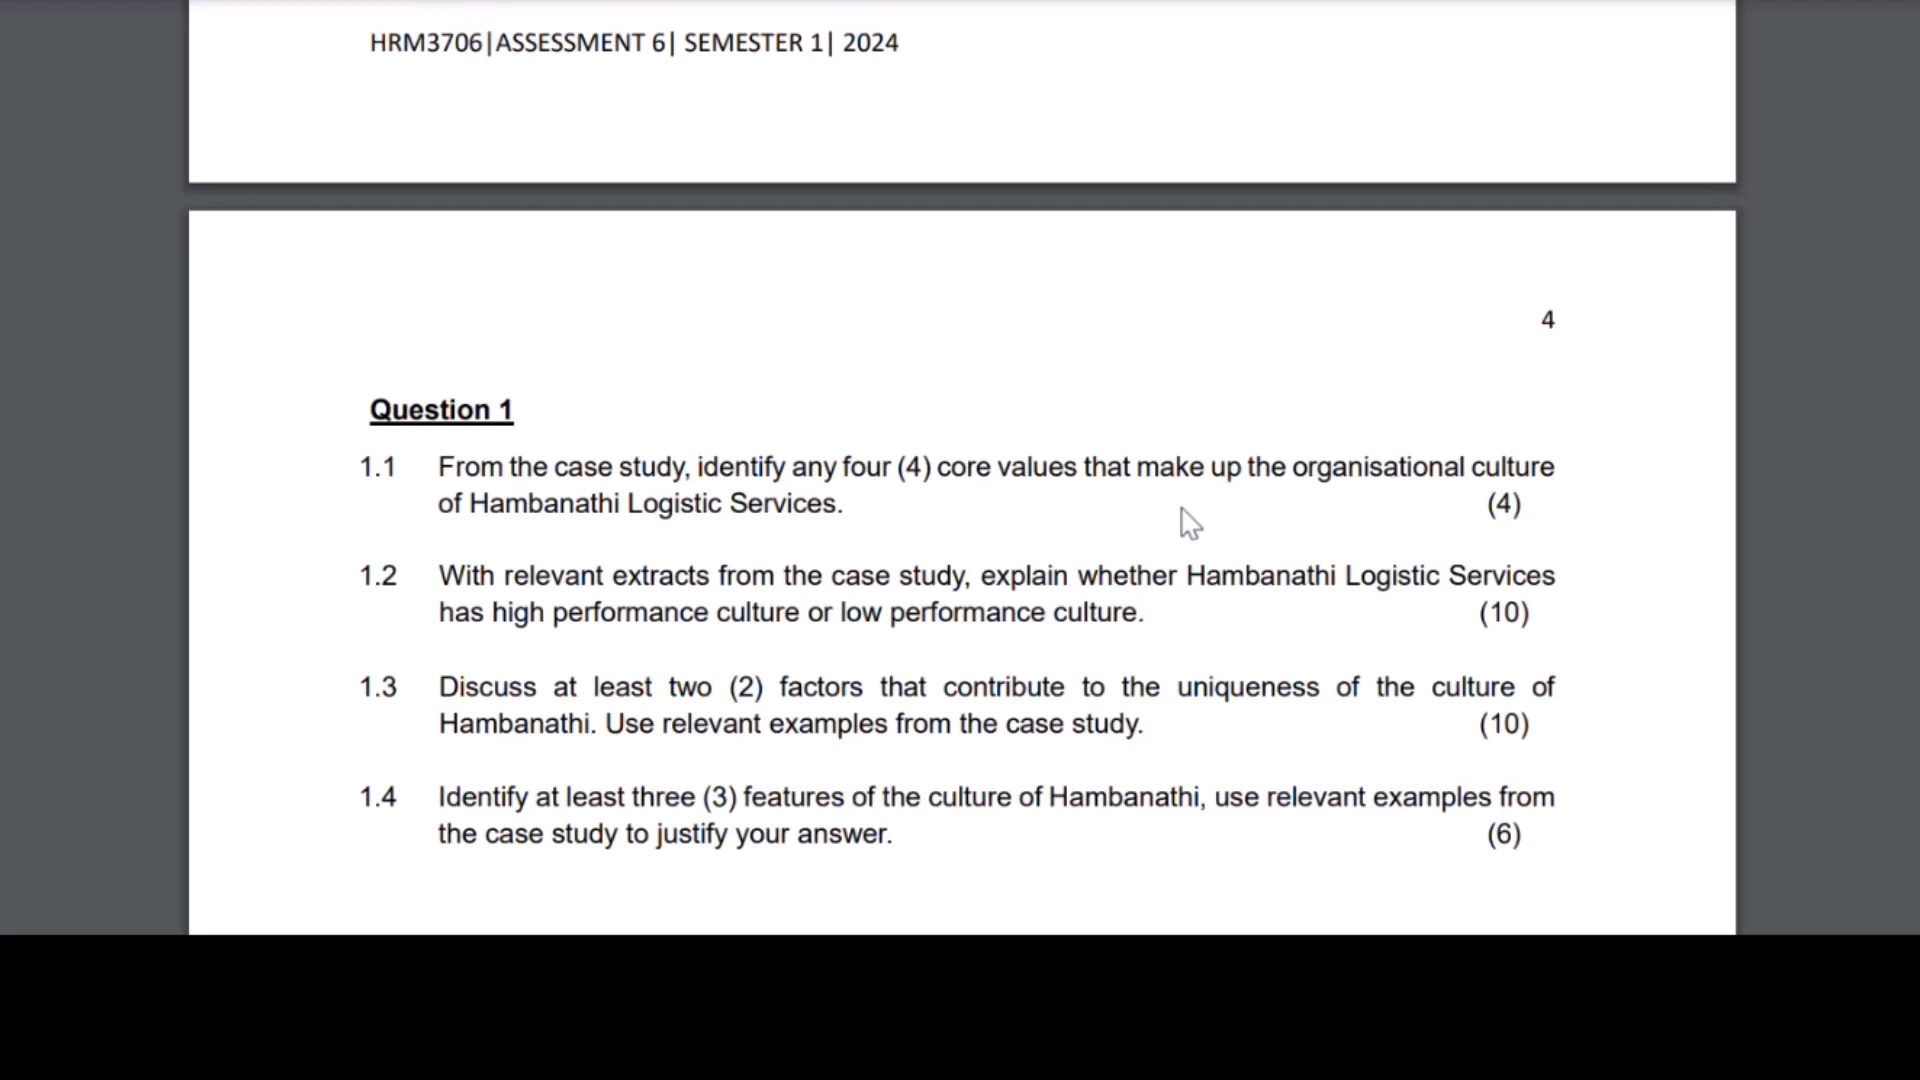 HRM3706|ASSESSMENT 6| SEMESTER 1| 2024
4
Question 1
1.1 From the case study, identify any four (4) core values that make up the organisational culture
of Hambanathi Logistic Services. (4)
1.2 With relevant extracts from the case study, explain whether Hambanathi Logistic Services
has high performance culture or low performance culture. (10)
1.3 Discuss at least two (2) factors that contribute to the uniqueness of the culture of
Hambanathi. Use relevant examples from the case study. (10)
1.4 Identify at least three (3) features of the culture of Hambanathi, use relevant examples from
the case study to justify your answer. (6)